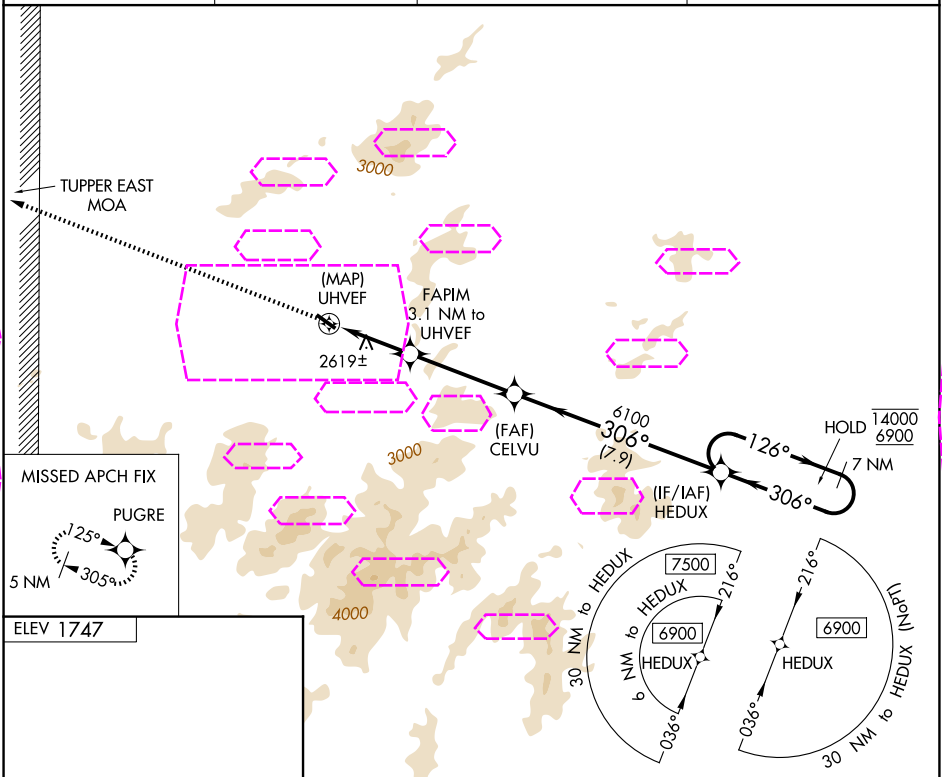 3000
TUPPER EAST
MOA
(MAP)
UHVEF
FAPIM
3.1 NM to
UHVEF
2619±
(FAF)
CELVU
6100
306°
(7.9)
126°
HOLD 14000
6900
7 NM
306°
(IF/IAF)
HEDUX
3000
MISSED APCH FIX
PUGRE
125°
305°
5 NM
4000
ELEV 1747
30 NM to HEDUX
7500
216°
6 NM to HEDUX
6900
HEDUX
036°
216°
6900
HEDUX
036°
30 NM to HEDUX (NoPT)